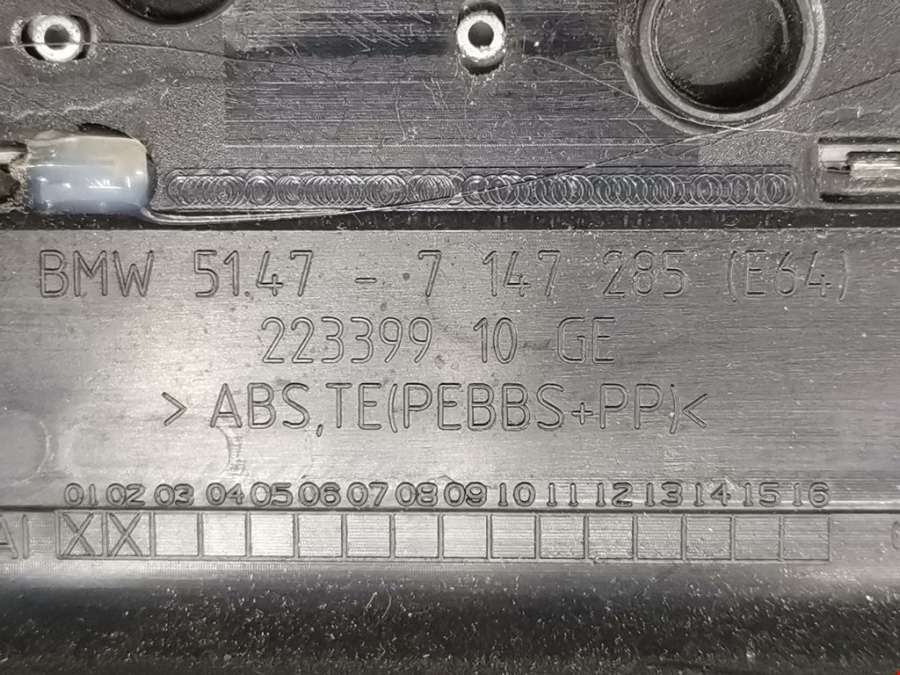 BMW 51.47 - 7 147 285 (E64)
223399 10 GE
> ABS,TE(PEBBS+PP)<
01 02 03 04 05 06 07 08 09 10 11 12 13 14 15 16
X X